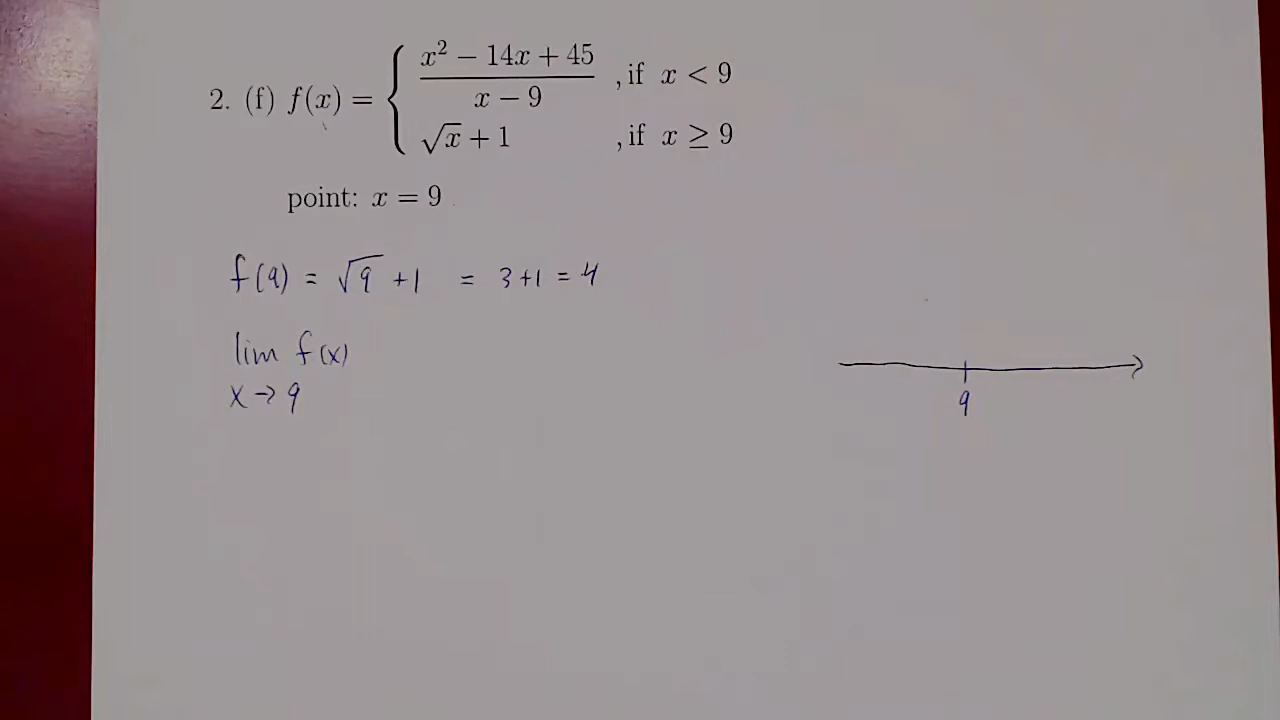 2. (f) f(x) = { x² − 14x + 45 / x − 9 , if x < 9
√x + 1 , if x ≥ 9
point: x = 9
f(9) = √9 + 1 = 3+1 = 4
lim f(x)
x → 9
9